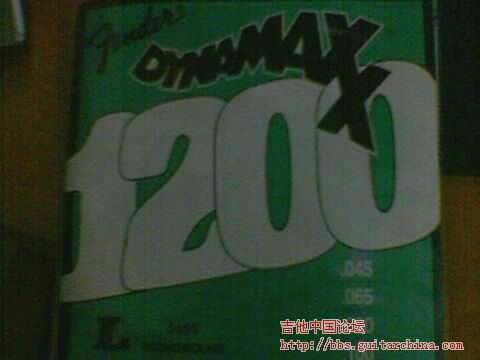 Fender
DYNAMAXX
1200
.045
.065
吉他中国论坛
http://bbs.guitarchina.com